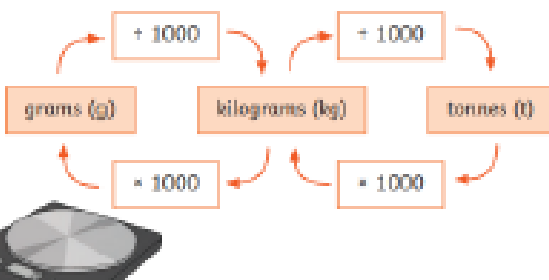 ÷ 1000
÷ 1000
grams (g)
kilograms (kg)
tonnes (t)
× 1000
× 1000